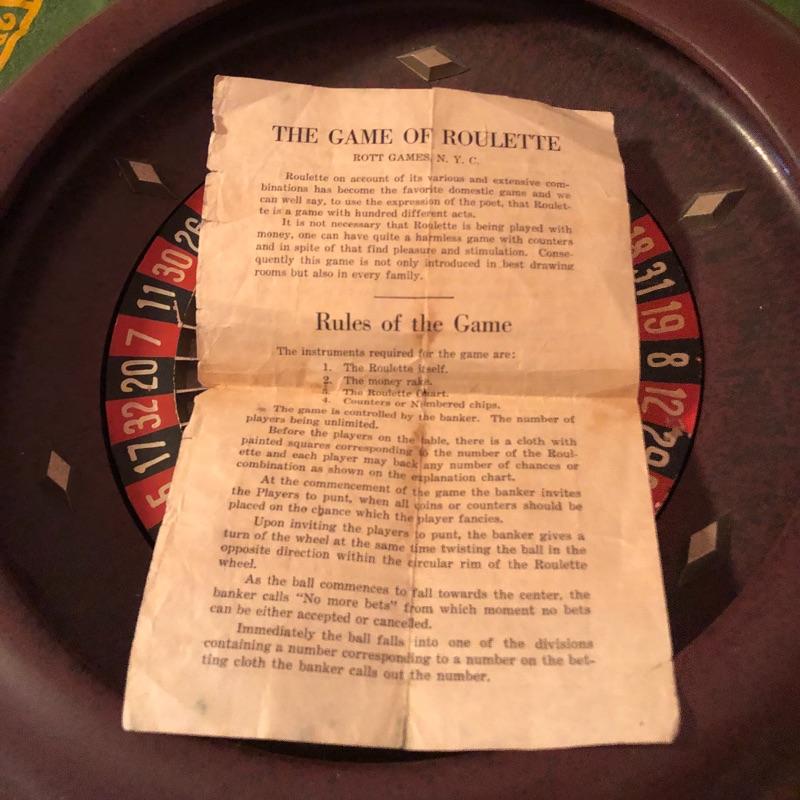 THE GAME OF ROULETTE
ROTT GAMES, N. Y. C.
Roulette on account of its various and extensive com-
binations has become the favorite domestic game and we
can well say, to use the expression of the poet, that Roulet-
te is a game with hundred different acts.
It is not necessary that Roulette is being played with
money, one can have quite a harmless game with counters
and in spite of that find pleasure and stimulation. Conse-
quently this game is not only introduced in best drawing
rooms but also in every family.
Rules of the Game
The instruments required for the game are:
1. The Roulette itself.
2. The money rake.
3. The Roulette Chart.
4. Counters or Numbered chips.
The game is controlled by the banker. The number of
players being unlimited.
Before the players on the table, there is a cloth with
painted squares corresponding to the number of the Roul-
ette and each player may back any number of chances or
combination as shown on the explanation chart.
At the commencement of the game the banker invites
the Players to punt, when all coins or counters should be
placed on the chance which the player fancies.
Upon inviting the players to punt, the banker gives a
turn of the wheel at the same time twisting the ball in the
opposite direction within the circular rim of the Roulette
wheel.
As the ball commences to fall towards the center, the
banker calls "No more bets" from which moment no bets
can be either accepted or cancelled.
Immediately the ball falls into one of the divisions
containing a number corresponding to a number on the bet-
ting cloth the banker calls out the number.
26
30
11
7
20
32
17
5
18
31
19
8
12
29